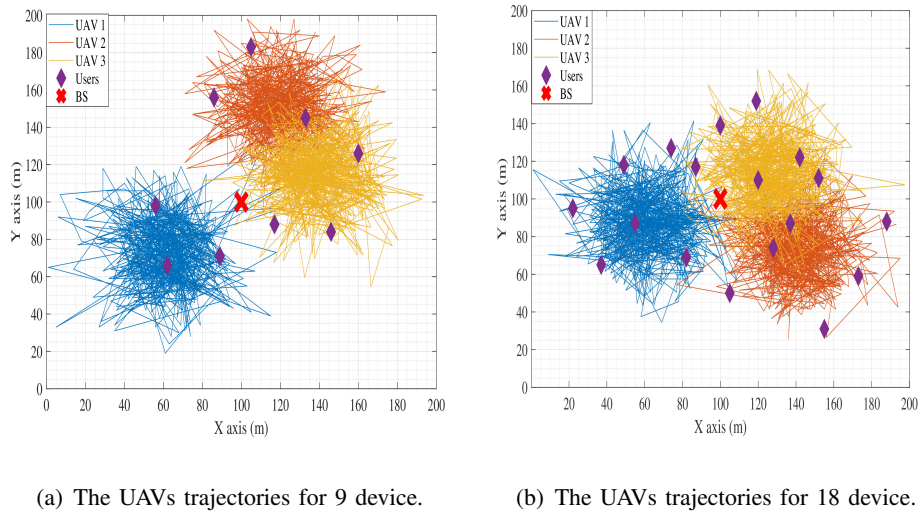 UAV 1
UAV 2
UAV 3
Users
BS
200
180
160
140
120
100
80
60
40
20
0
Y axis (m)
0 20 40 60 80 100 120 140 160 180 200
X axis (m)
(a) The UAVs trajectories for 9 device.
UAV 1
UAV 2
UAV 3
Users
BS
200
180
160
140
120
100
80
60
40
20
0
Y axis (m)
20 40 60 80 100 120 140 160 180 200
X axis (m)
(b) The UAVs trajectories for 18 device.